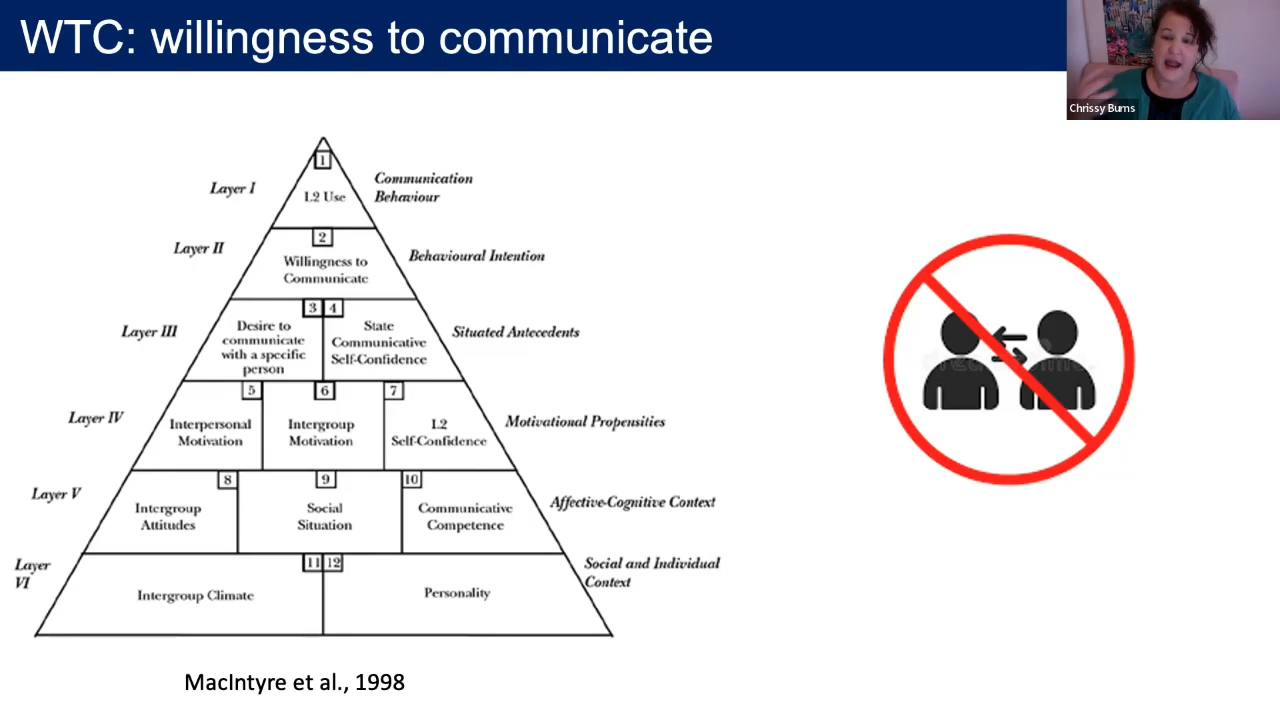 WTC: willingness to communicate
Chrissy Burns
1
Layer I
L2 Use
Communication
Behaviour
2
Layer II
Willingness to
Communicate
Behavioural Intention
3 4
Layer III
Desire to
communicate
with a specific
person
State
Communicative
Self-Confidence
Situated Antecedents
5 6 7
Layer IV
Interpersonal
Motivation
Intergroup
Motivation
L2
Self-Confidence
Motivational Propensities
8 9 10
Layer V
Intergroup
Attitudes
Social
Situation
Communicative
Competence
Affective-Cognitive Context
11 12
Layer
VI
Intergroup Climate
Personality
Social and Individual
Context
MacIntyre et al., 1998